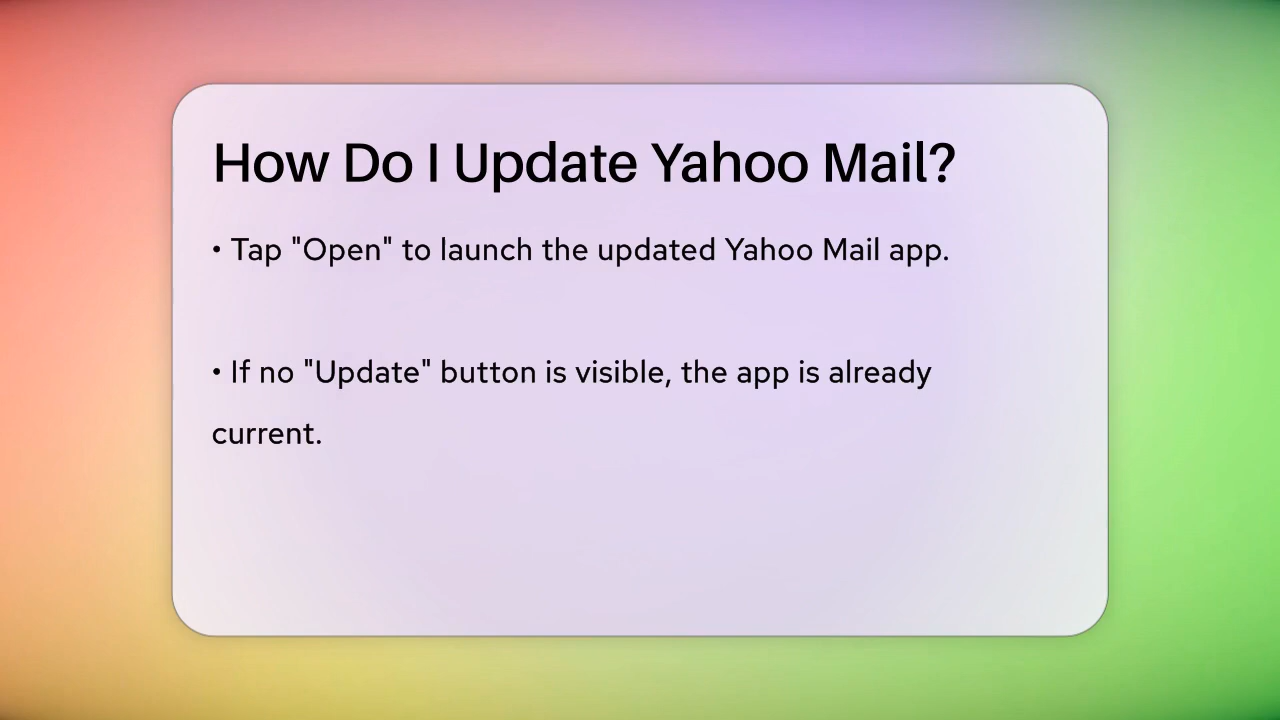 How Do I Update Yahoo Mail?
• Tap "Open" to launch the updated Yahoo Mail app.
• If no "Update" button is visible, the app is already
current.